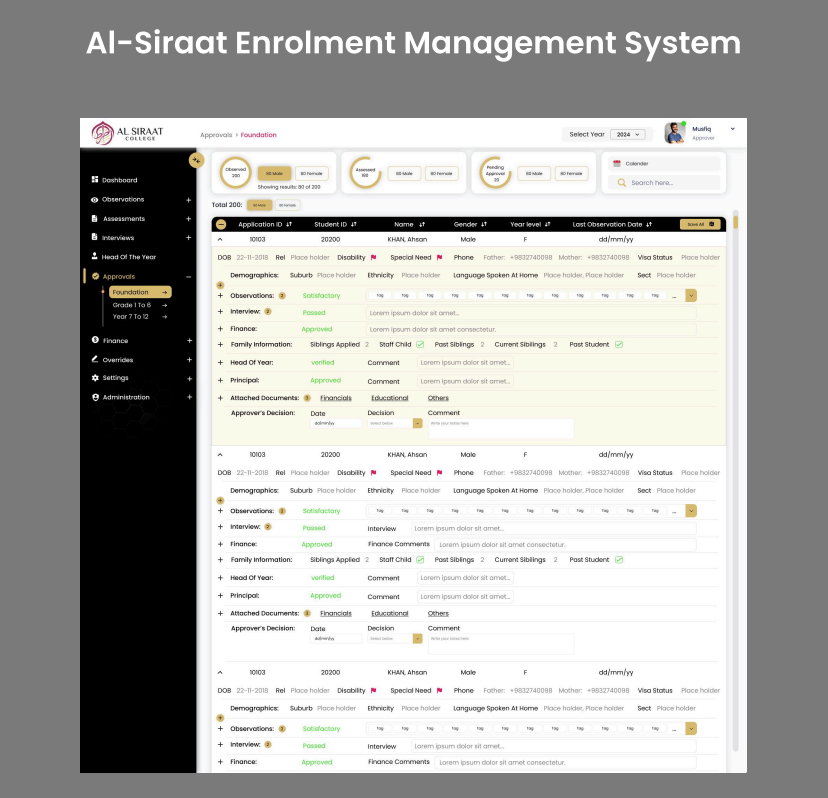 Al-Siraat Enrolment Management System
AL SIRAAT
COLLEGE
Approvals > Foundation
Select Year 2024
Musfiq
Approver
Observed
200
80 Male
80 Female
Showing results: 80 of 200
Assessed
180
80 Male
80 Female
Pending
Approval
20
80 Male
80 Female
Calender
Search here...
Dashboard
Observations +
Assessments +
Interviews +
Head Of The Year
Approvals −
Foundation →
Grade 1 To 6 →
Year 7 To 12 →
Finance +
Overrides +
Settings +
Administration +
Total 200: 80 Male 80 Female
Application ID Student ID Name Gender Year level Last Observation Date Save All
10103 20200 KHAN, Ahsan Male F dd/mm/yy
DOB 22-11-2018 Rel Place holder Disability Special Need Phone Father: +9832740098 Mother: +9832740098 Visa Status Place holder
Demographics: Suburb Place holder Ethnicity Place holder Language Spoken At Home Place holder, Place holder Sect Place holder
+ Observations: 2 Satisfactory Tag Tag Tag Tag Tag Tag Tag Tag Tag Tag Tag Tag ...
+ Interview: 2 Passed Lorem ipsum dolor sit amet...
+ Finance: Approved Lorem ipsum dolor sit amet consectetur.
+ Family Information: Siblings Applied 2 Staff Child Past Siblings 2 Current Sibilings 2 Past Student
+ Head Of Year: verified Comment Lorem ipsum dolor sit amet...
+ Principal: Approved Comment Lorem ipsum dolor sit amet...
+ Attached Documents: Financials Educational Others
Approver's Decision: Date Decision Comment
dd/mm/yy Select below Write your notes here
10103 20200 KHAN, Ahsan Male F dd/mm/yy
DOB 22-11-2018 Rel Place holder Disability Special Need Phone Father: +9832740098 Mother: +9832740098 Visa Status Place holder
Demographics: Suburb Place holder Ethnicity Place holder Language Spoken At Home Place holder, Place holder Sect Place holder
+ Observations: 2 Satisfactory Tag Tag Tag Tag Tag Tag Tag Tag Tag Tag Tag Tag ...
+ Interview: 2 Passed Interview Lorem ipsum dolor sit amet...
+ Finance: Approved Finance Comments Lorem ipsum dolor sit amet consectetur.
+ Family Information: Siblings Applied 2 Staff Child Past Siblings 2 Current Sibilings 2 Past Student
+ Head Of Year: verified Comment Lorem ipsum dolor sit amet...
+ Principal: Approved Comment Lorem ipsum dolor sit amet...
+ Attached Documents: Financials Educational Others
Approver's Decision: Date Decision Comment
dd/mm/yy Select below Write your notes here
10103 20200 KHAN, Ahsan Male F dd/mm/yy
DOB 22-11-2018 Rel Place holder Disability Special Need Phone Father: +9832740098 Mother: +9832740098 Visa Status Place holder
Demographics: Suburb Place holder Ethnicity Place holder Language Spoken At Home Place holder, Place holder Sect Place holder
+ Observations: 2 Satisfactory Tag Tag Tag Tag Tag Tag Tag Tag Tag Tag Tag Tag ...
+ Interview: 2 Passed Interview Lorem ipsum dolor sit amet...
+ Finance: Approved Finance Comments Lorem ipsum dolor sit amet consectetur.